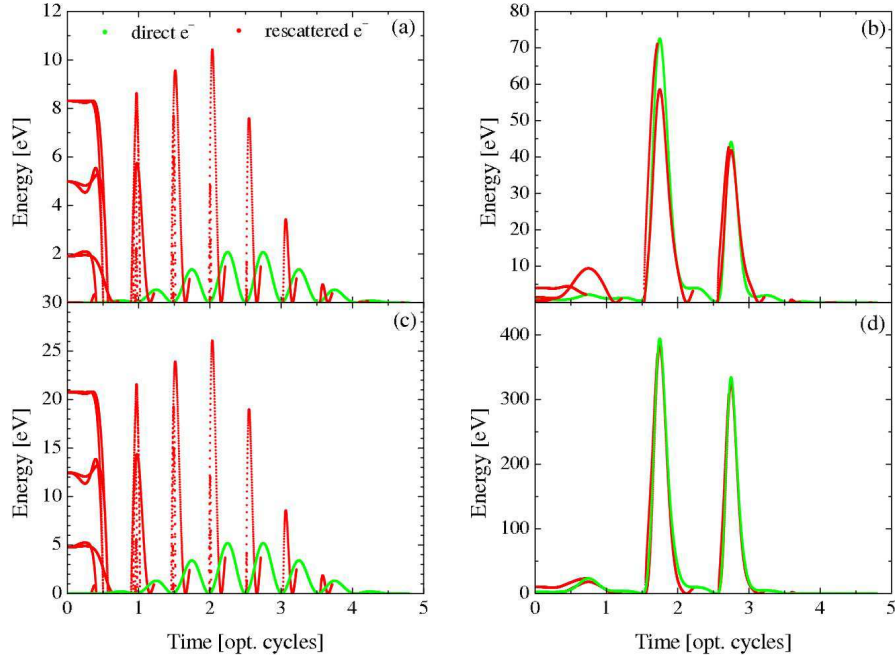 direct e⁻ rescattered e⁻ (a)
12
10
8
6
4
2
30
Energy [eV]
(b)
80
70
60
50
40
30
20
10
Energy [eV]
(c)
25
20
15
10
5
0
Energy [eV]
0 1 2 3 4 5
Time [opt. cycles]
(d)
400
300
200
100
0
Energy [eV]
0 1 2 3 4 5
Time [opt. cycles]